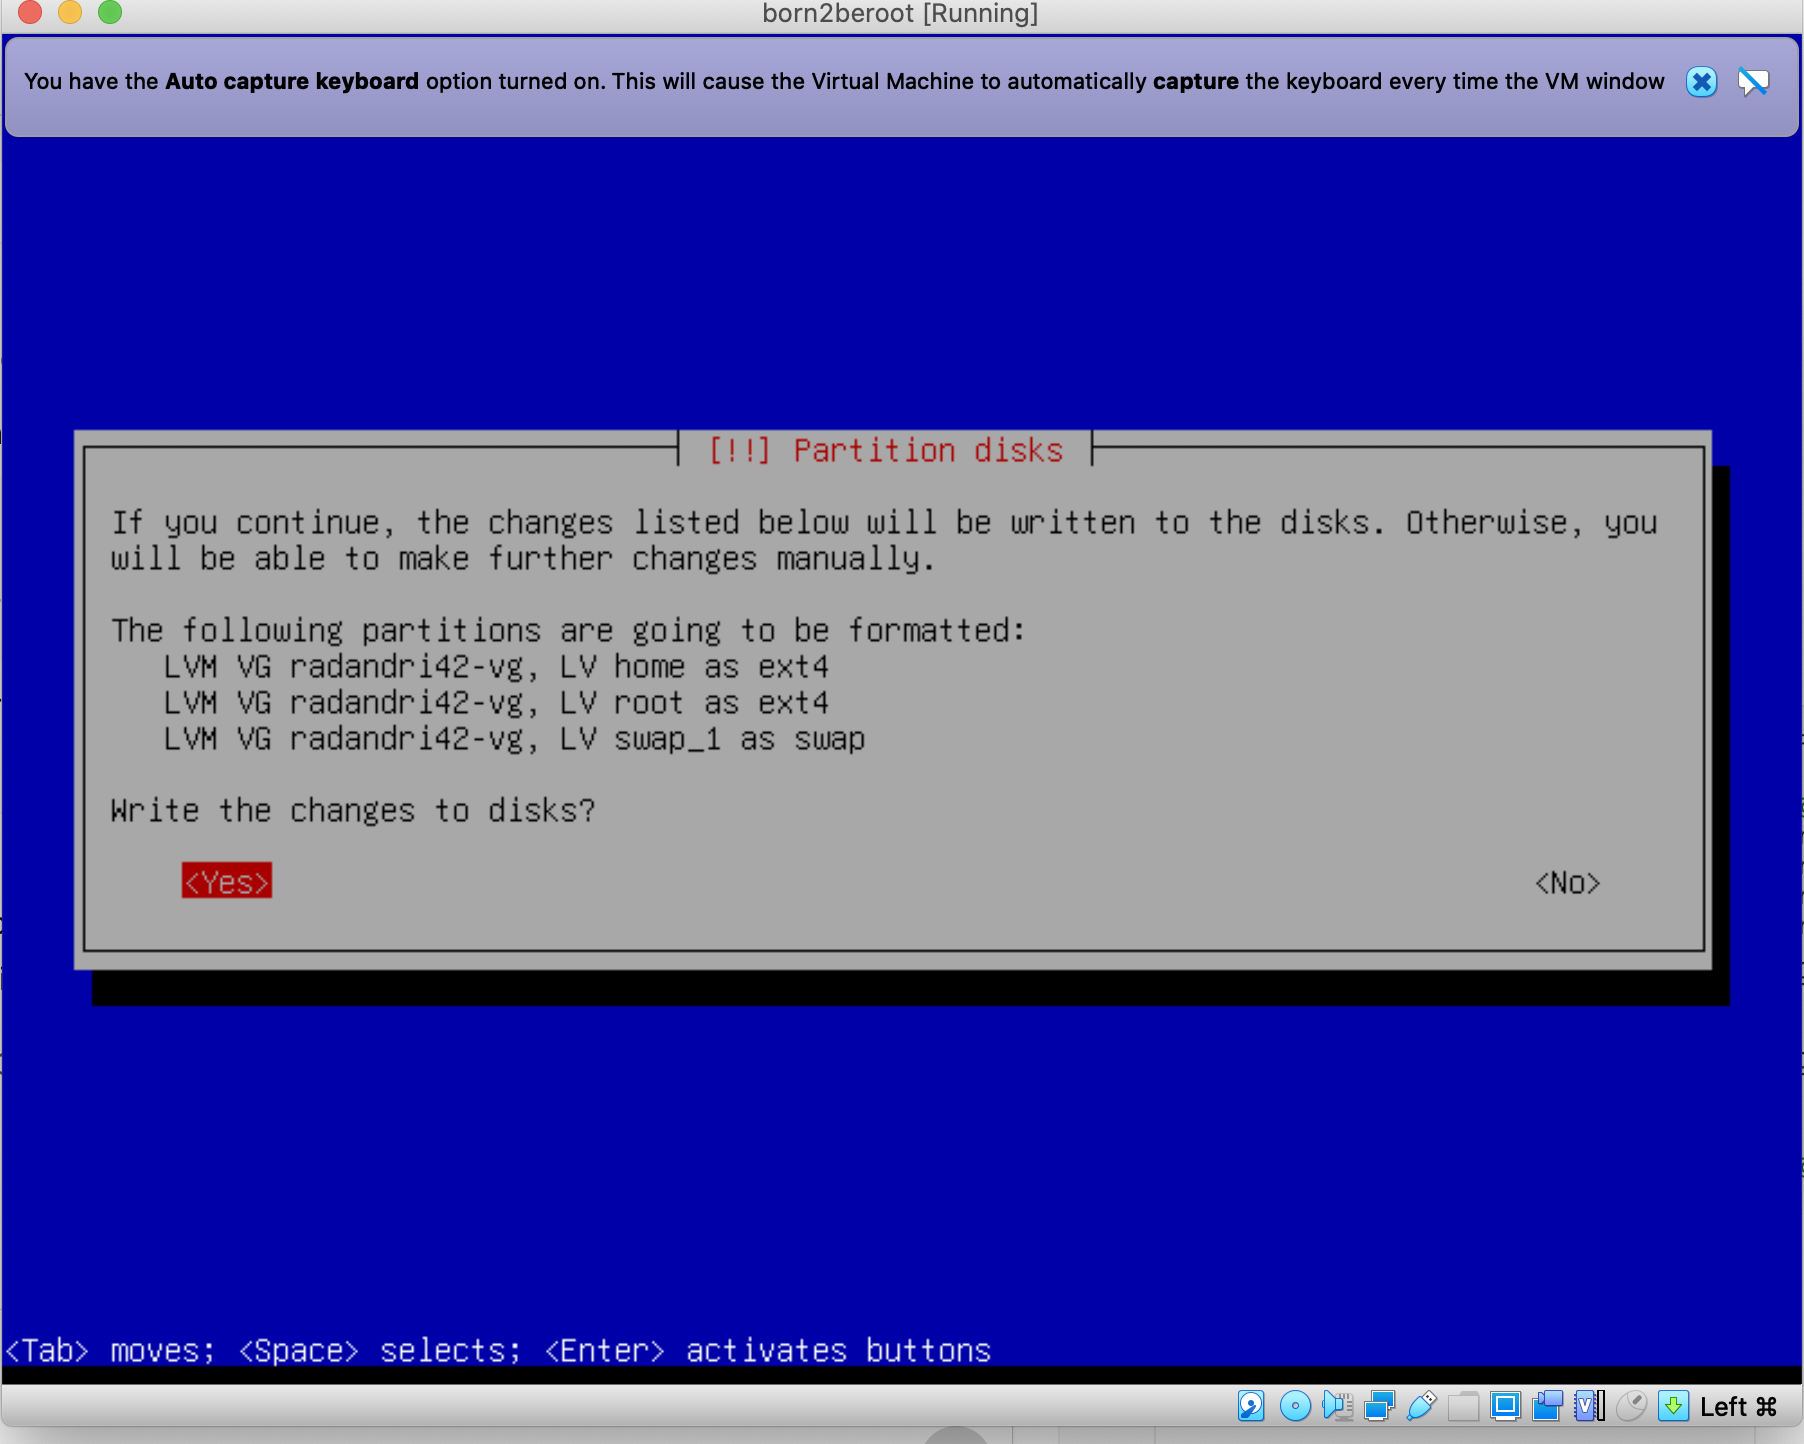 born2beroot [Running]
You have the Auto capture keyboard option turned on. This will cause the Virtual Machine to automatically capture the keyboard every time the VM window
[!!] Partition disks
If you continue, the changes listed below will be written to the disks. Otherwise, you
will be able to make further changes manually.
The following partitions are going to be formatted:
LVM VG radandri42-vg, LV home as ext4
LVM VG radandri42-vg, LV root as ext4
LVM VG radandri42-vg, LV swap_1 as swap
Write the changes to disks?
<Yes> <No>
<Tab> moves; <Space> selects; <Enter> activates buttons
Left ⌘